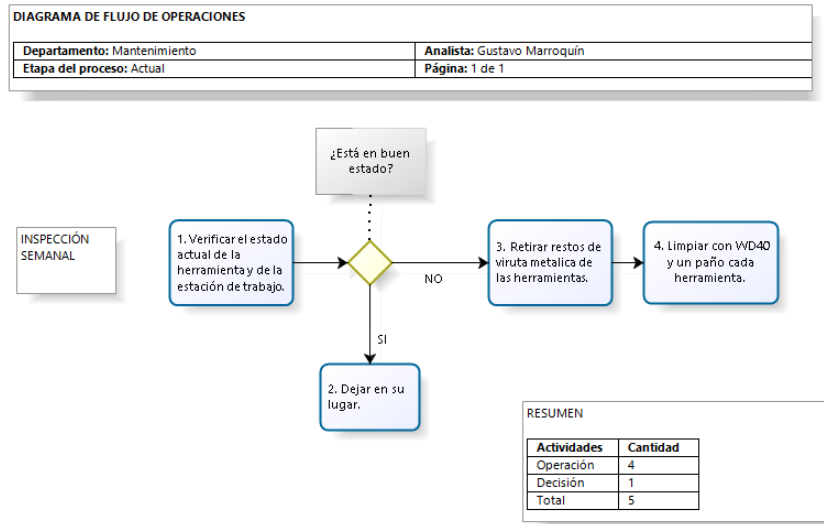 DIAGRAMA DE FLUJO DE OPERACIONES
Departamento: Mantenimiento
Analista: Gustavo Marroquín
Etapa del proceso: Actual
Página: 1 de 1
¿Está en buen
estado?
INSPECCIÓN
SEMANAL
1. Verificar el estado
actual de la
herramienta y de la
estación de trabajo.
NO
3. Retirar restos de
viruta metalica de
las herramientas.
4. Limpiar con WD40
y un paño cada
herramienta.
SI
2. Dejar en su
lugar.
RESUMEN
Actividades Cantidad
Operación 4
Decisión 1
Total 5